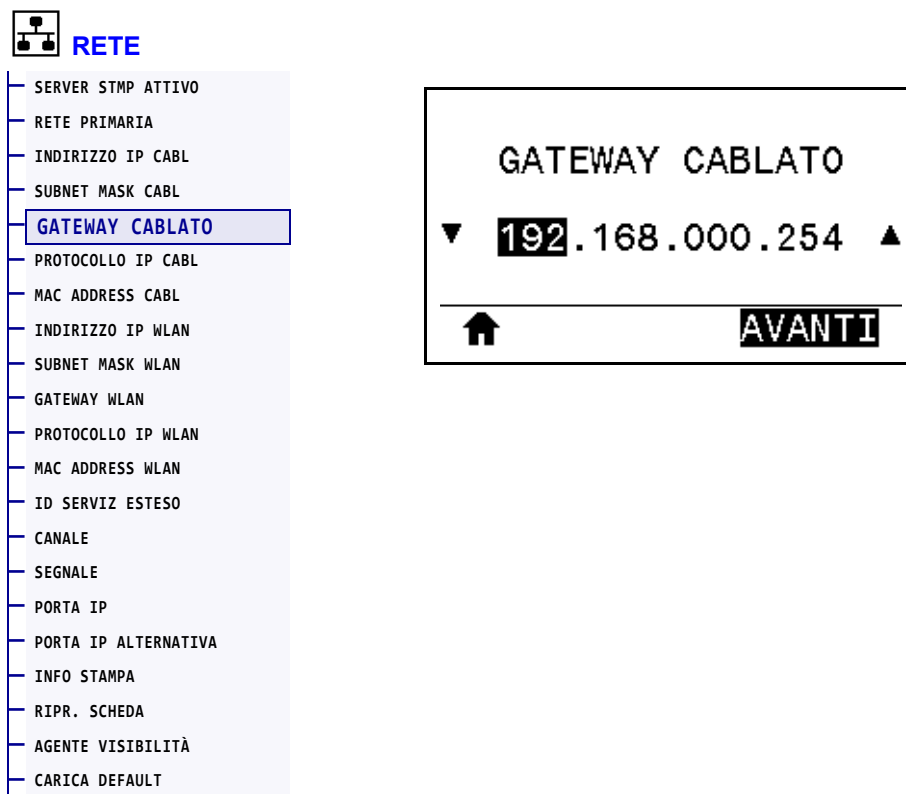 RETE
SERVER STMP ATTIVO
RETE PRIMARIA
INDIRIZZO IP CABL
SUBNET MASK CABL
GATEWAY CABLATO
PROTOCOLLO IP CABL
MAC ADDRESS CABL
INDIRIZZO IP WLAN
SUBNET MASK WLAN
GATEWAY WLAN
PROTOCOLLO IP WLAN
MAC ADDRESS WLAN
ID SERVIZ ESTESO
CANALE
SEGNALE
PORTA IP
PORTA IP ALTERNATIVA
INFO STAMPA
RIPR. SCHEDA
AGENTE VISIBILITÀ
CARICA DEFAULT
GATEWAY CABLATO
192.168.000.254
AVANTI